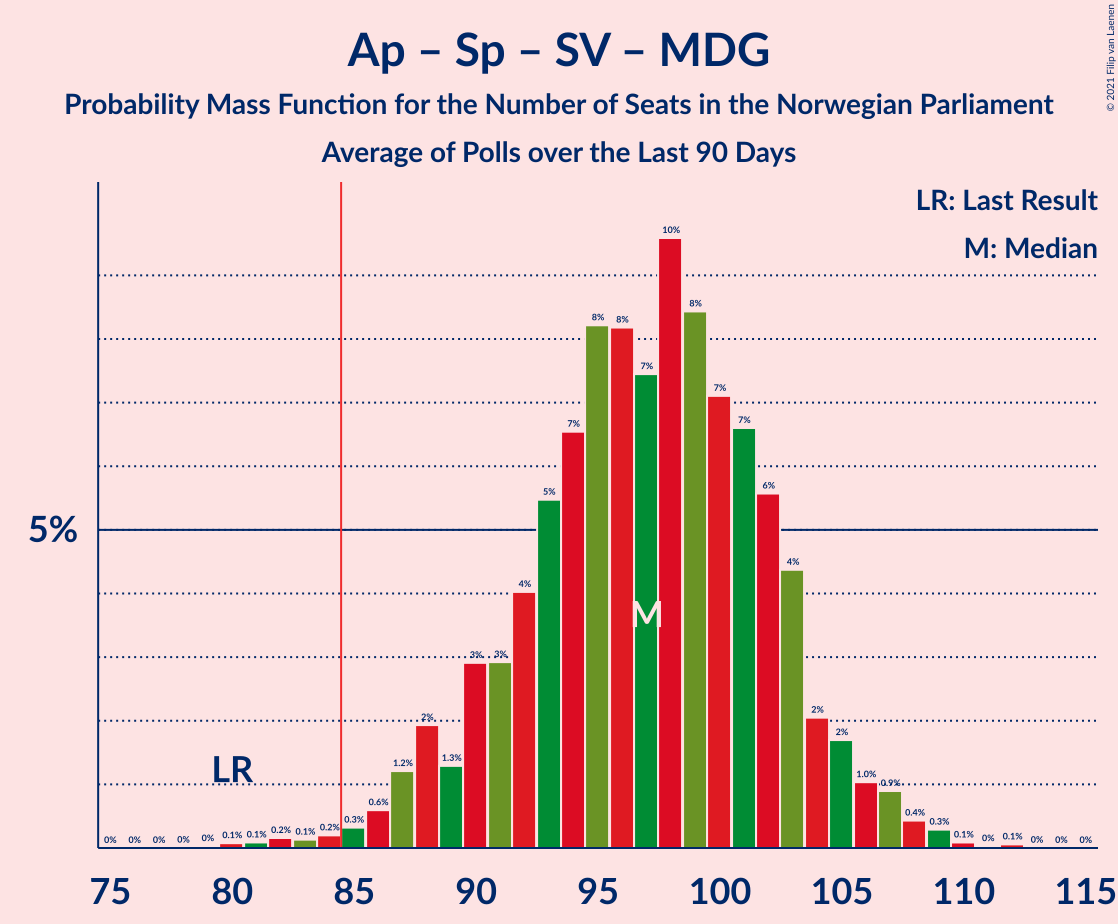 Ap – Sp – SV – MDG
Probability Mass Function for the Number of Seats in the Norwegian Parliament
Average of Polls over the Last 90 Days
© 2021 Filip van Laenen
LR: Last Result
M: Median
5%
LR
M
0% 0% 0% 0% 0% 0.1% 0.1% 0.2% 0.1% 0.2% 0.3% 0.6% 1.2% 2% 1.3% 3% 3% 4% 5% 7% 8% 8% 7% 10% 8% 7% 7% 6% 4% 2% 2% 1.0% 0.9% 0.4% 0.3% 0.1% 0% 0.1% 0% 0% 0%
75 80 85 90 95 100 105 110 115